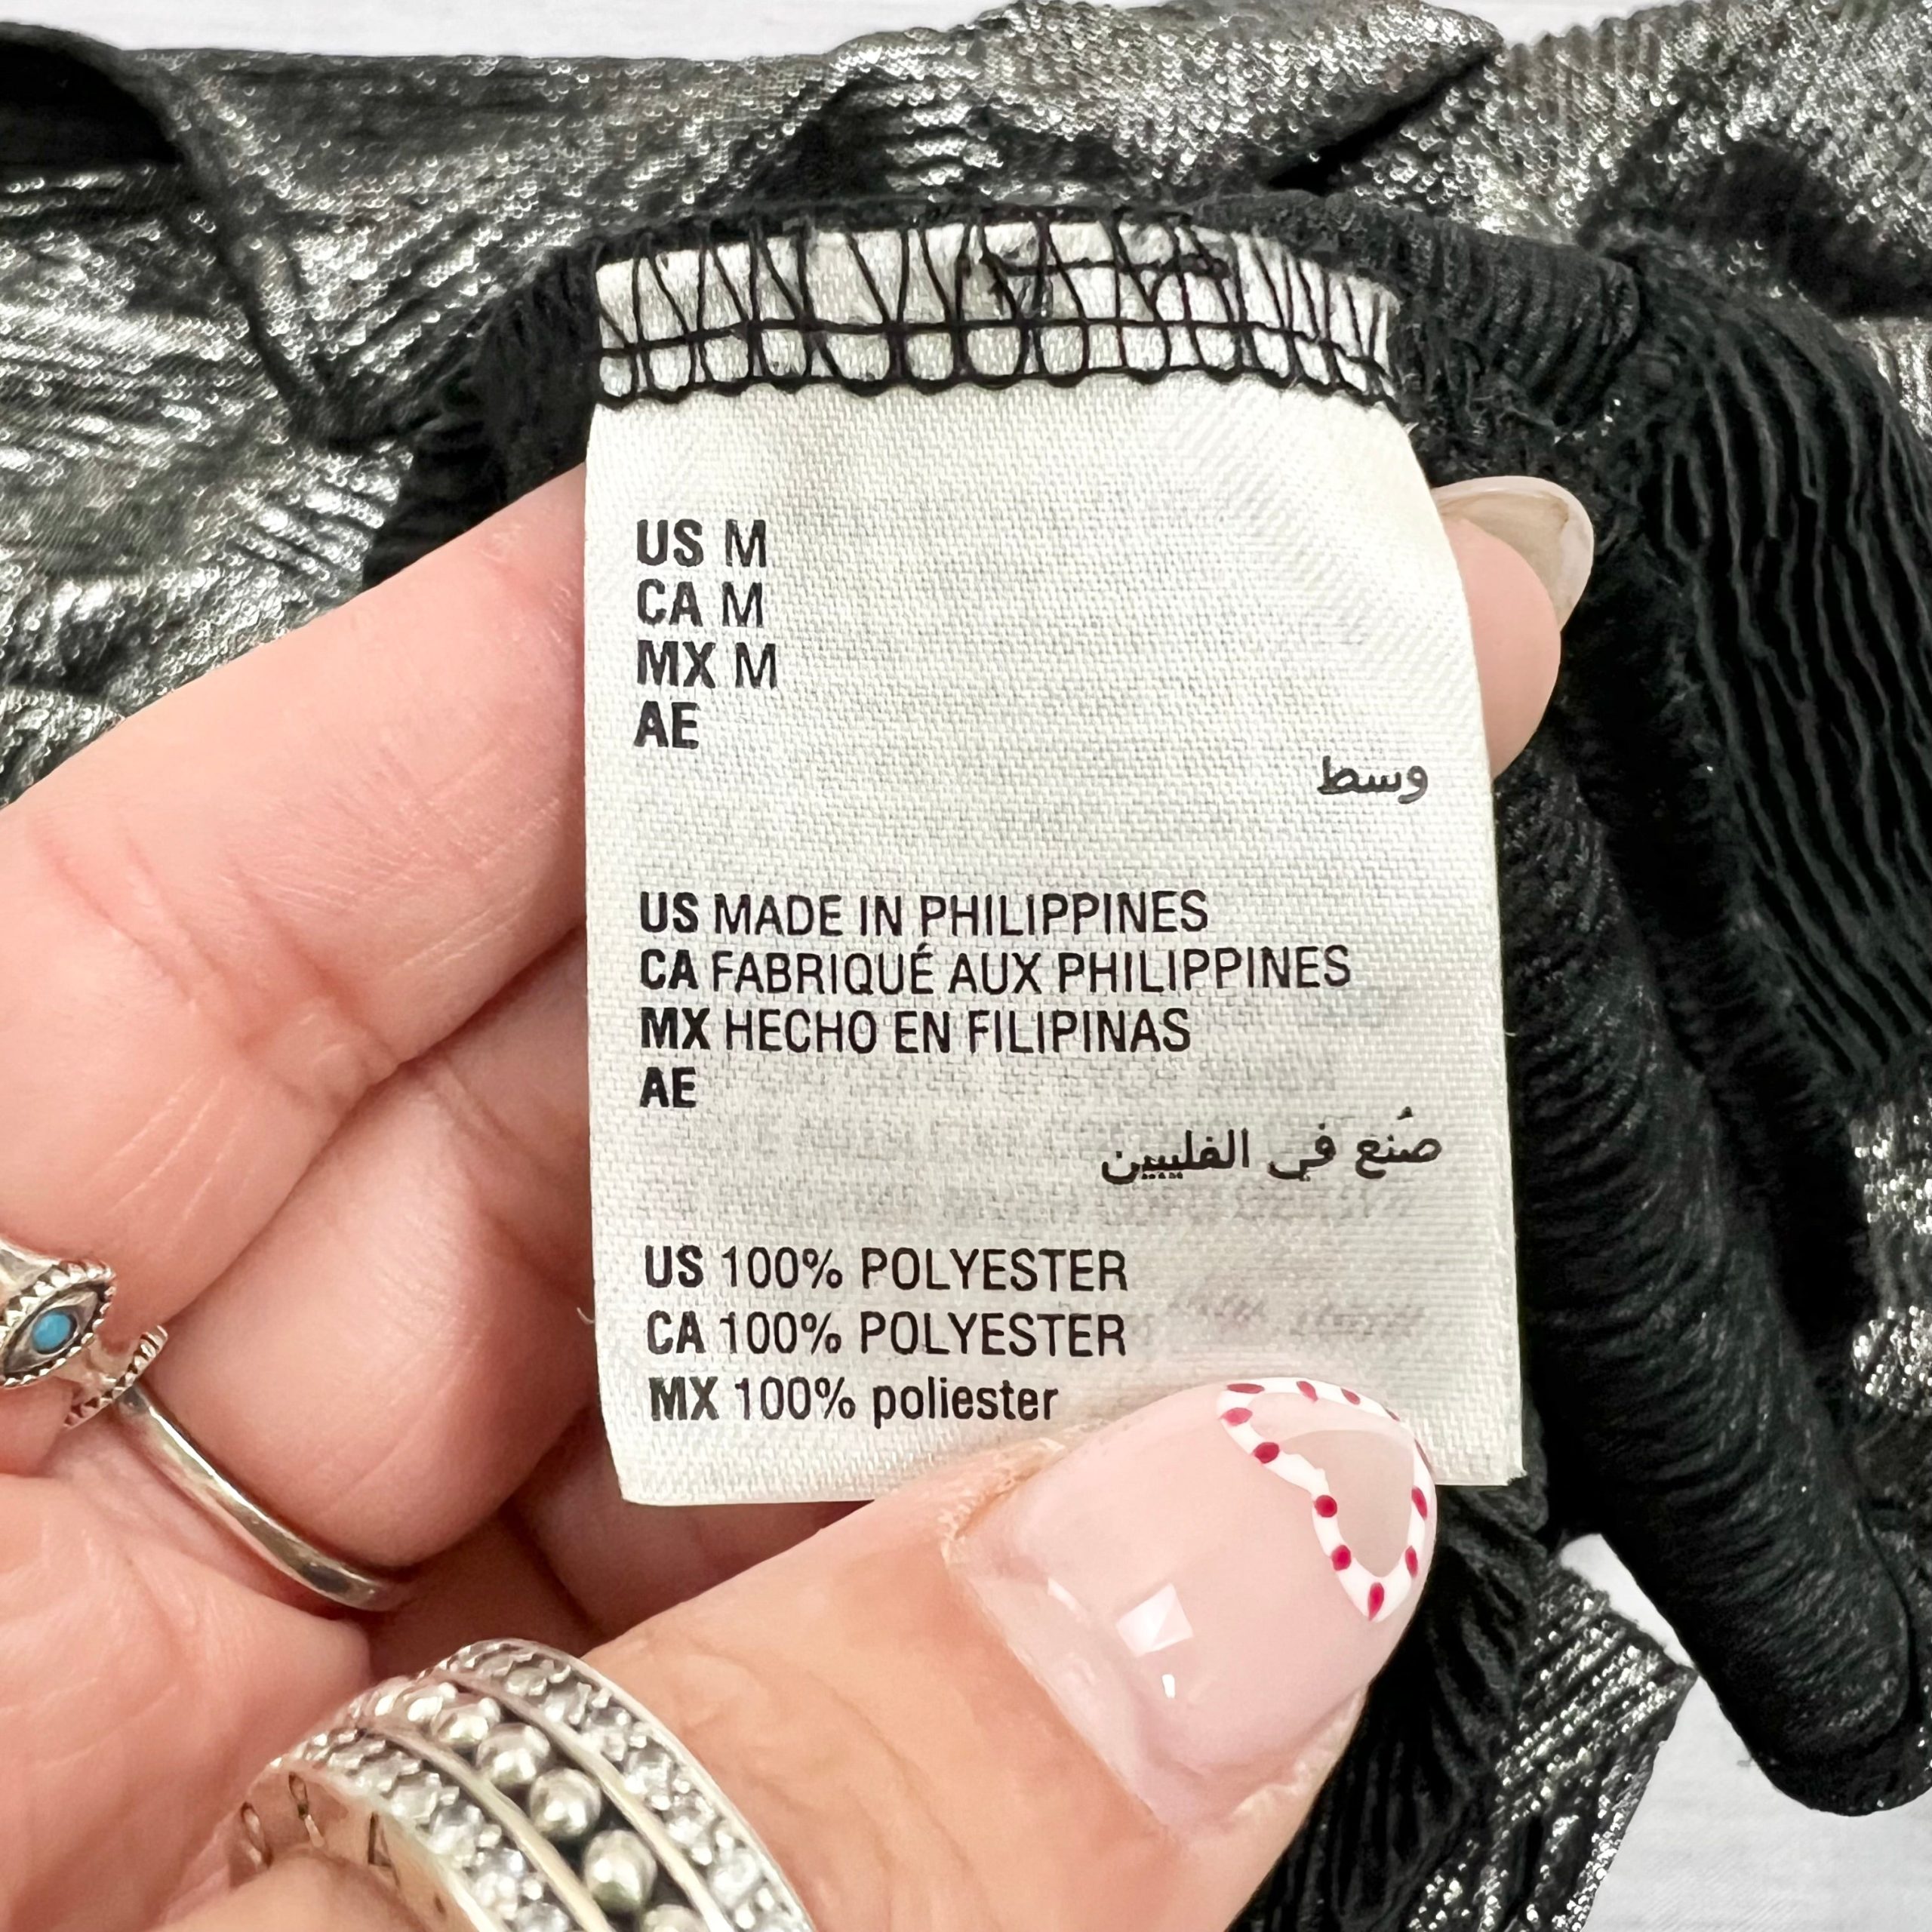 US M
CA M
MX M
AE
وسط
US MADE IN PHILIPPINES
CA FABRIQUÉ AUX PHILIPPINES
MX HECHO EN FILIPINAS
AE
صُنع في الفلبين
US 100% POLYESTER
CA 100% POLYESTER
MX 100% poliester